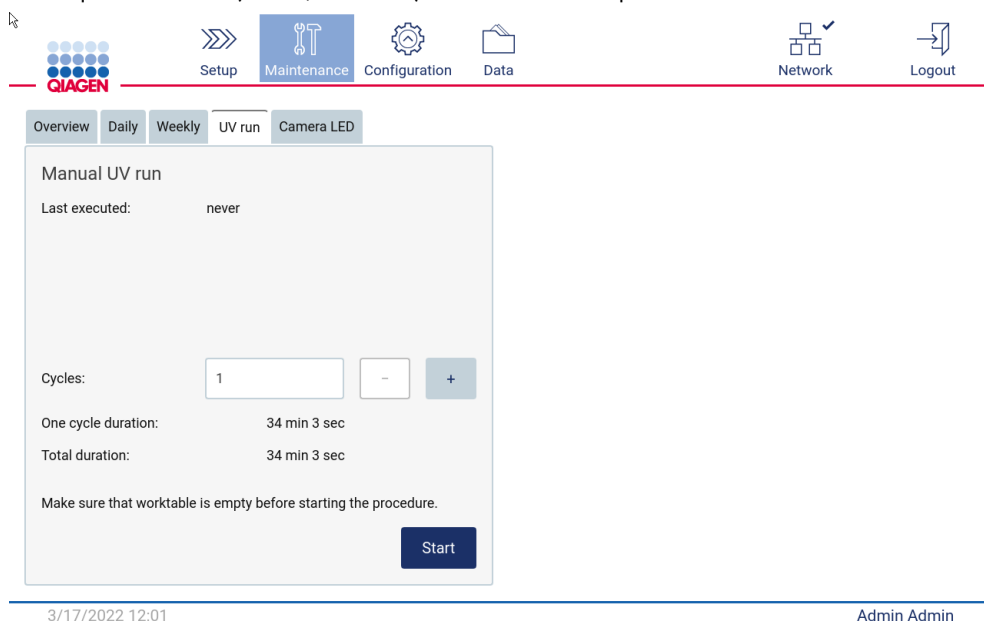 Setup Maintenance Configuration Data Network Logout
QIAGEN
Overview Daily Weekly UV run Camera LED
Manual UV run
Last executed: never
Cycles: 1 - +
One cycle duration: 34 min 3 sec
Total duration: 34 min 3 sec
Make sure that worktable is empty before starting the procedure.
Start
3/17/2022 12:01 Admin Admin